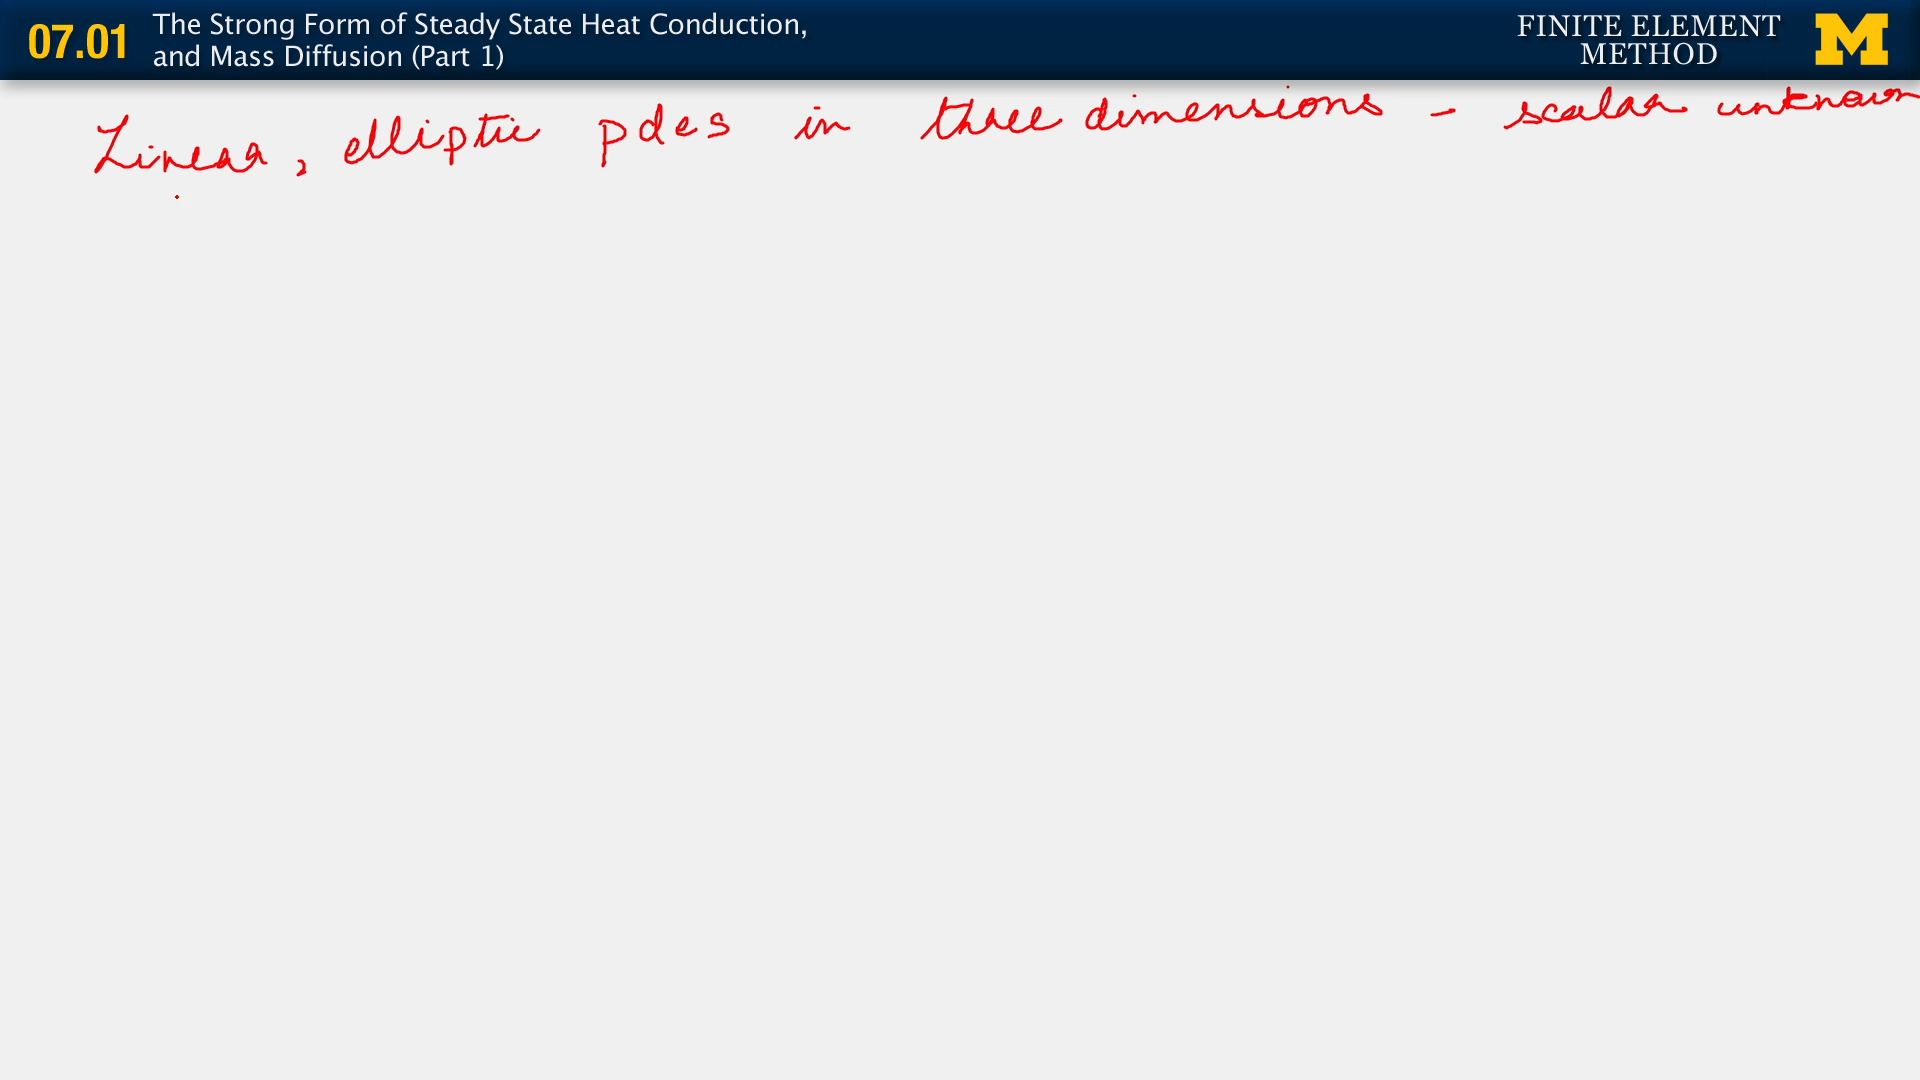 07.01
The Strong Form of Steady State Heat Conduction,
and Mass Diffusion (Part 1)
FINITE ELEMENT
METHOD
M
Linear, elliptic pdes in three dimensions - scalar unknown